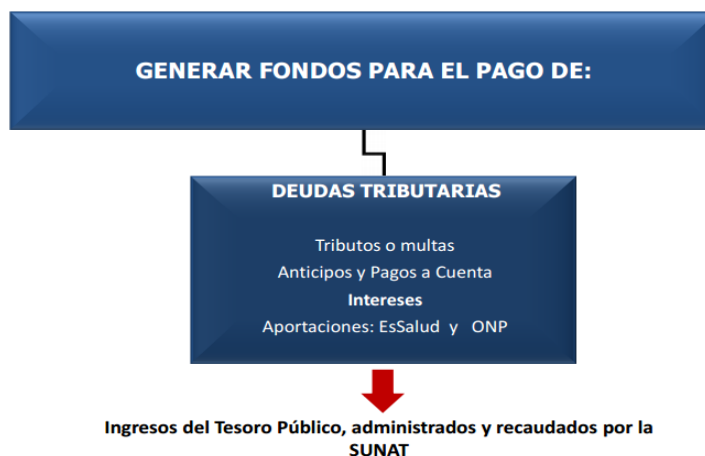 GENERAR FONDOS PARA EL PAGO DE:
DEUDAS TRIBUTARIAS
Tributos o multas
Anticipos y Pagos a Cuenta
Intereses
Aportaciones: EsSalud y ONP
Ingresos del Tesoro Público, administrados y recaudados por la
SUNAT